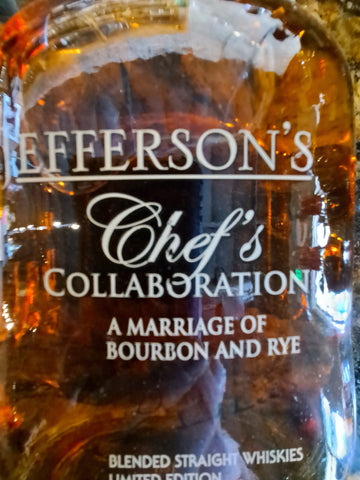 EFFERSON'S
Chef's
COLLABORATION
A MARRIAGE OF
BOURBON AND RYE
BLENDED STRAIGHT WHISKIES
LIMITED EDITION